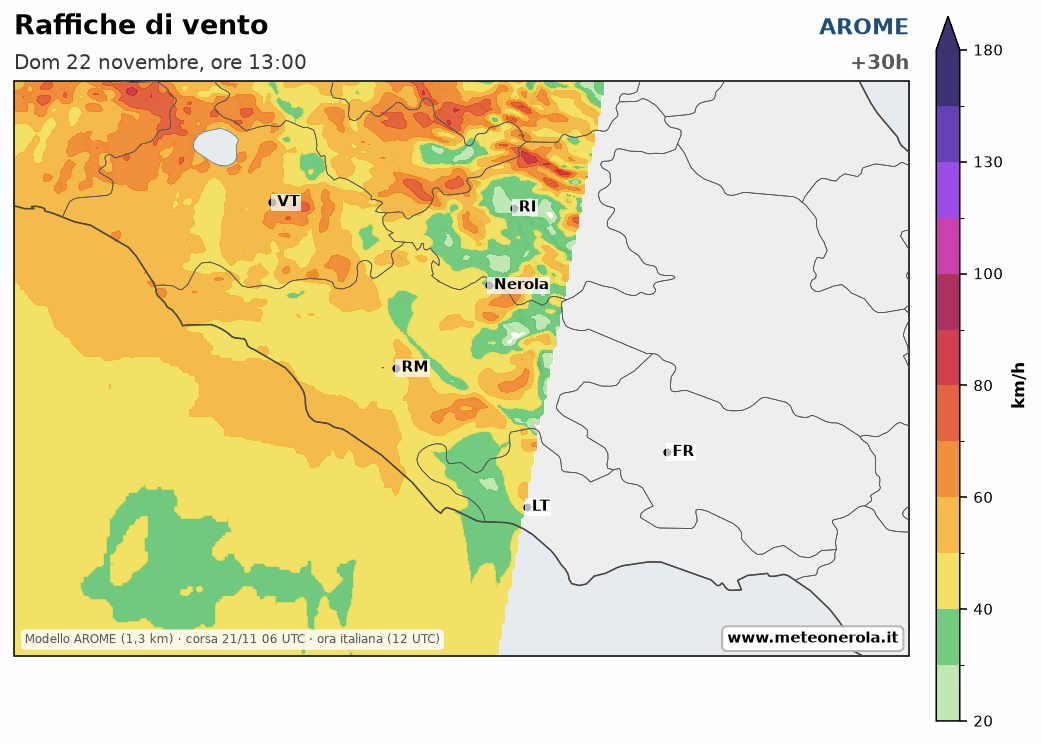 Raffiche di vento
AROME
Dom 22 novembre, ore 13:00
+30h
180
130
100
80
60
40
20
km/h
VT
RI
Nerola
RM
FR
LT
Modello AROME (1,3 km) · corsa 21/11 06 UTC · ora italiana (12 UTC)
www.meteonerola.it